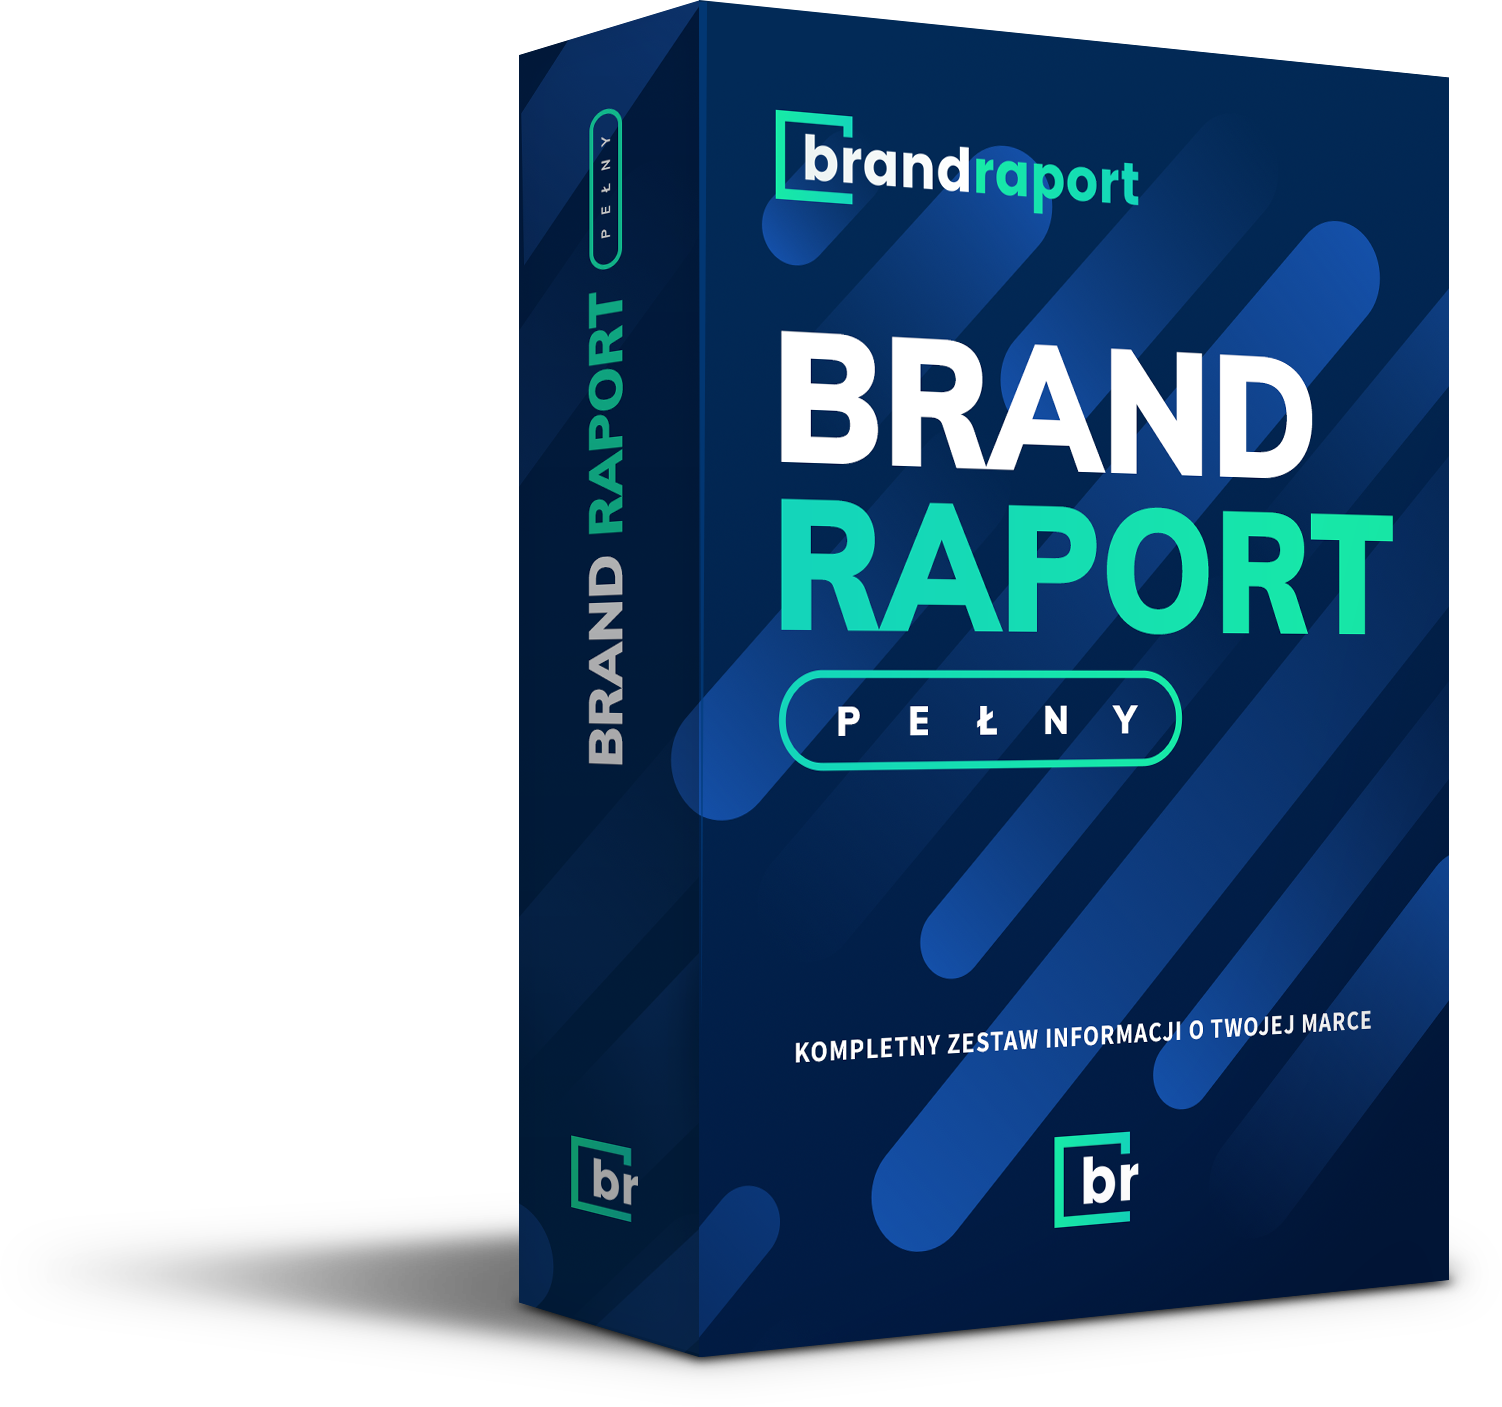 PEŁNY
BRAND RAPORT
br
brandraport
BRAND
RAPORT
PEŁNY
KOMPLETNY ZESTAW INFORMACJI O TWOJEJ MARCE
br